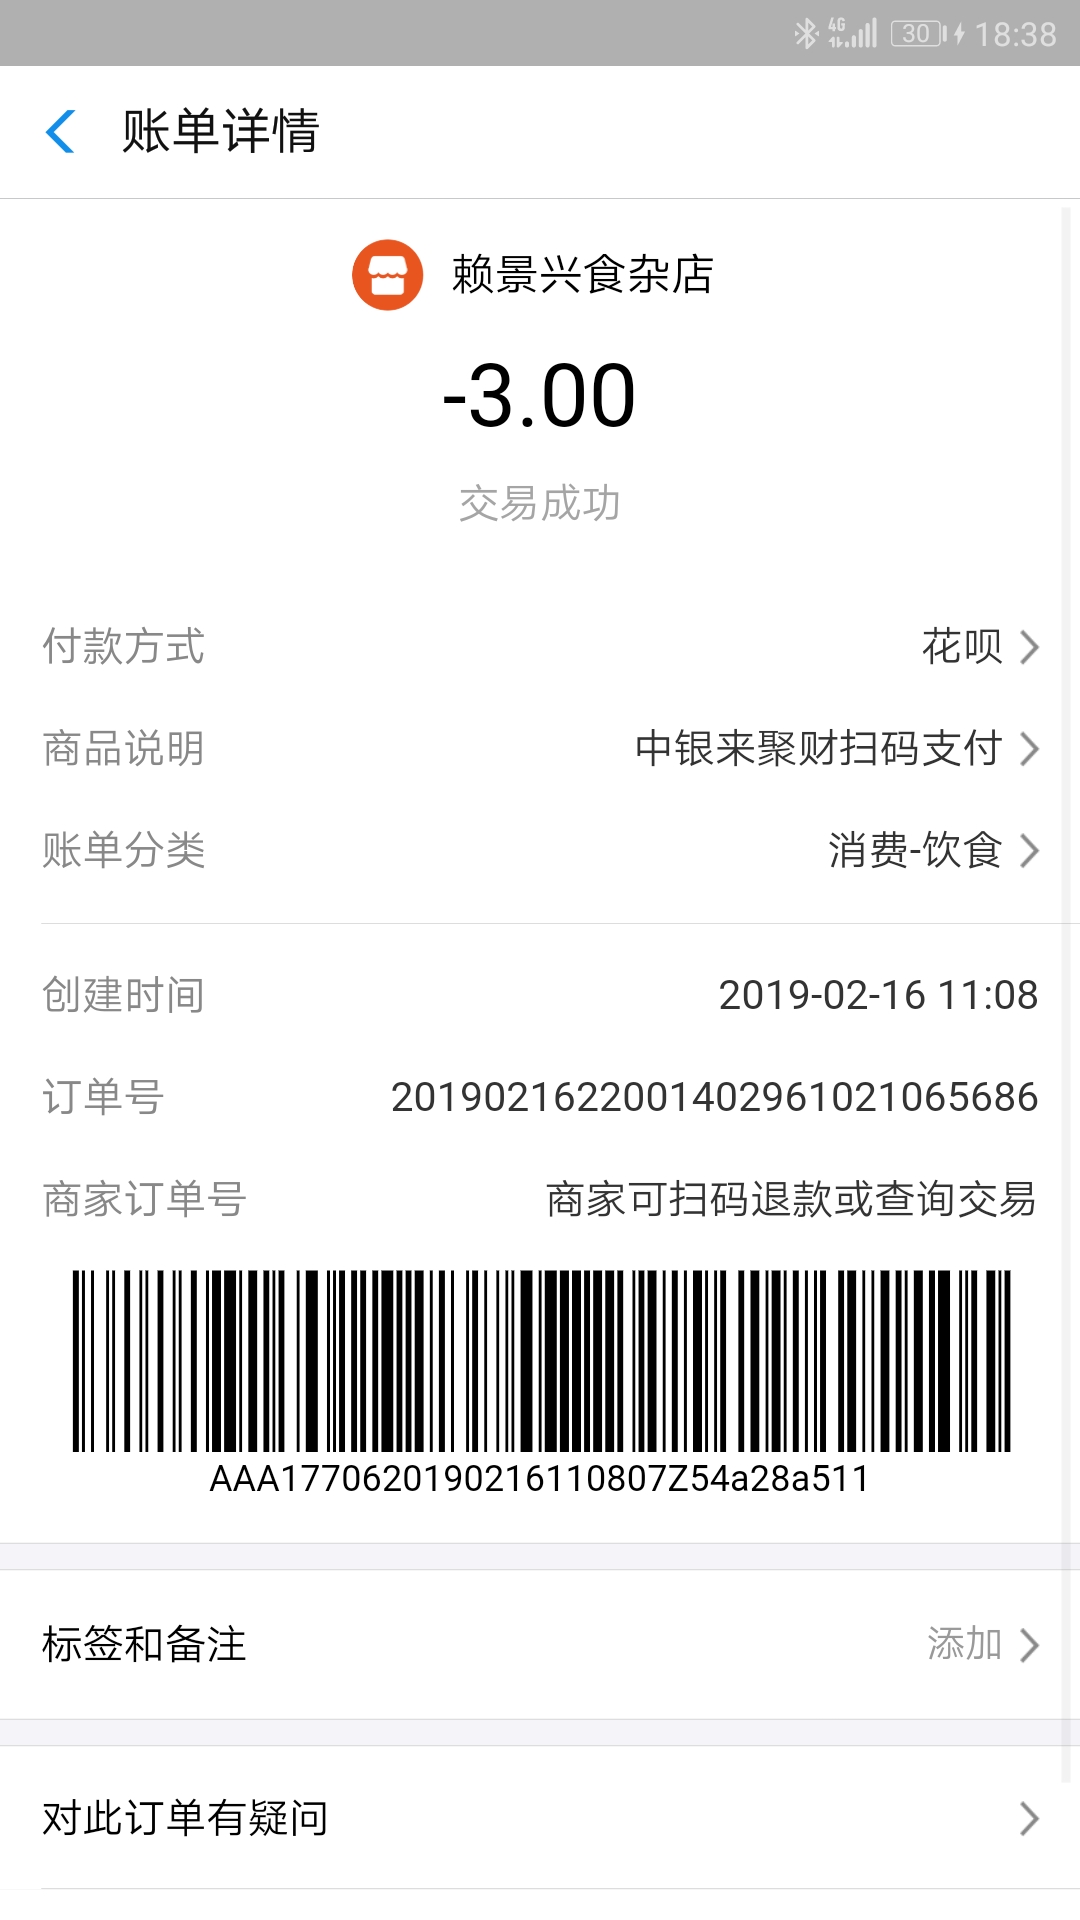 4G 30 18:38
账单详情
赖景兴食杂店
-3.00
交易成功
付款方式 花呗
商品说明 中银来聚财扫码支付
账单分类 消费-饮食
创建时间 2019-02-16 11:08
订单号 2019021622001402961021065686
商家订单号 商家可扫码退款或查询交易
AAA1770620190216110807Z54a28a511
标签和备注 添加
对此订单有疑问